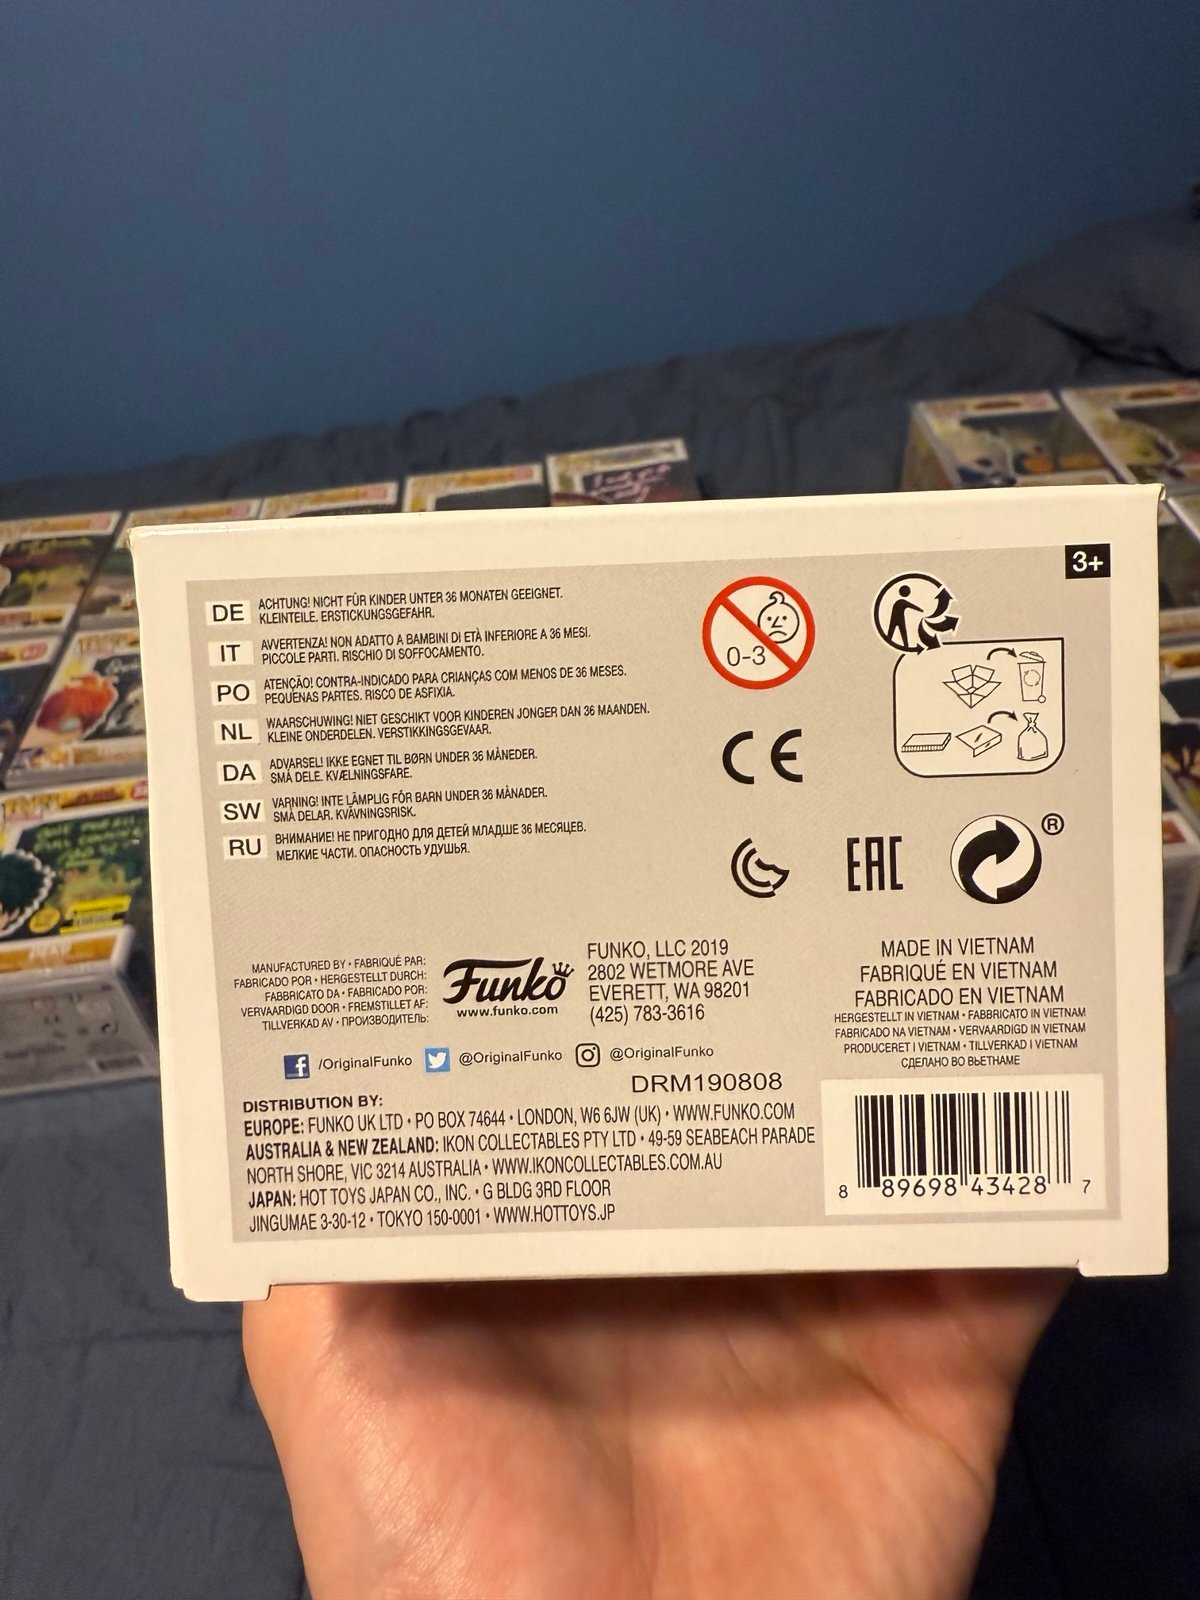 3+
DE
ACHTUNG! NICHT FÜR KINDER UNTER 36 MONATEN GEEIGNET.
KLEINTEILE. ERSTICKUNGSGEFAHR.
IT
AVVERTENZA! NON ADATTO A BAMBINI DI ETÀ INFERIORE A 36 MESI.
PICCOLE PARTI. RISCHIO DI SOFFOCAMENTO.
PO
ATENÇÃO! CONTRA-INDICADO PARA CRIANÇAS COM MENOS DE 36 MESES.
PEQUENAS PARTES. RISCO DE ASFIXIA.
NL
WAARSCHUWING! NIET GESCHIKT VOOR KINDEREN JONGER DAN 36 MAANDEN.
KLEINE ONDERDELEN. VERSTIKKINGSGEVAAR.
DA
ADVARSEL! IKKE EGNET TIL BØRN UNDER 36 MÅNEDER.
SMÅ DELE. KVÆLNINGSFARE.
SW
VARNING! INTE LÄMPLIG FÖR BARN UNDER 36 MÅNADER.
SMÅ DELAR. KVÄVNINGSRISK.
RU
ВНИМАНИЕ! НЕ ПРИГОДНО ДЛЯ ДЕТЕЙ МЛАДШЕ 36 МЕСЯЦЕВ.
МЕЛКИЕ ЧАСТИ. ОПАСНОСТЬ УДУШЬЯ.
0-3
CE
EAC
®
MANUFACTURED BY • FABRIQUÉ PAR:
FABRICADO POR • HERGESTELLT DURCH:
FABBRICATO DA • FABRICADO POR:
VERVAARDIGD DOOR • FREMSTILLET AF:
TILLVERKAD AV • ПРОИЗВОДИТЕЛЬ:
Funko
www.funko.com
FUNKO, LLC 2019
2802 WETMORE AVE
EVERETT, WA 98201
(425) 783-3616
MADE IN VIETNAM
FABRIQUÉ EN VIETNAM
FABRICADO EN VIETNAM
HERGESTELLT IN VIETNAM • FABBRICATO IN VIETNAM
FABRICADO NA VIETNAM • VERVAARDIGD IN VIETNAM
PRODUCERET I VIETNAM • TILLVERKAD I VIETNAM
СДЕЛАНО ВО ВЬЕТНАМЕ
f /OriginalFunko @OriginalFunko @OriginalFunko
DRM190808
DISTRIBUTION BY:
EUROPE: FUNKO UK LTD • PO BOX 74644 • LONDON, W6 6JW (UK) • WWW.FUNKO.COM
AUSTRALIA & NEW ZEALAND: IKON COLLECTABLES PTY LTD • 49-59 SEABEACH PARADE
NORTH SHORE, VIC 3214 AUSTRALIA • WWW.IKONCOLLECTABLES.COM.AU
JAPAN: HOT TOYS JAPAN CO., INC. • G BLDG 3RD FLOOR
JINGUMAE 3-30-12 • TOKYO 150-0001 • WWW.HOTTOYS.JP
8 89698 43428 7